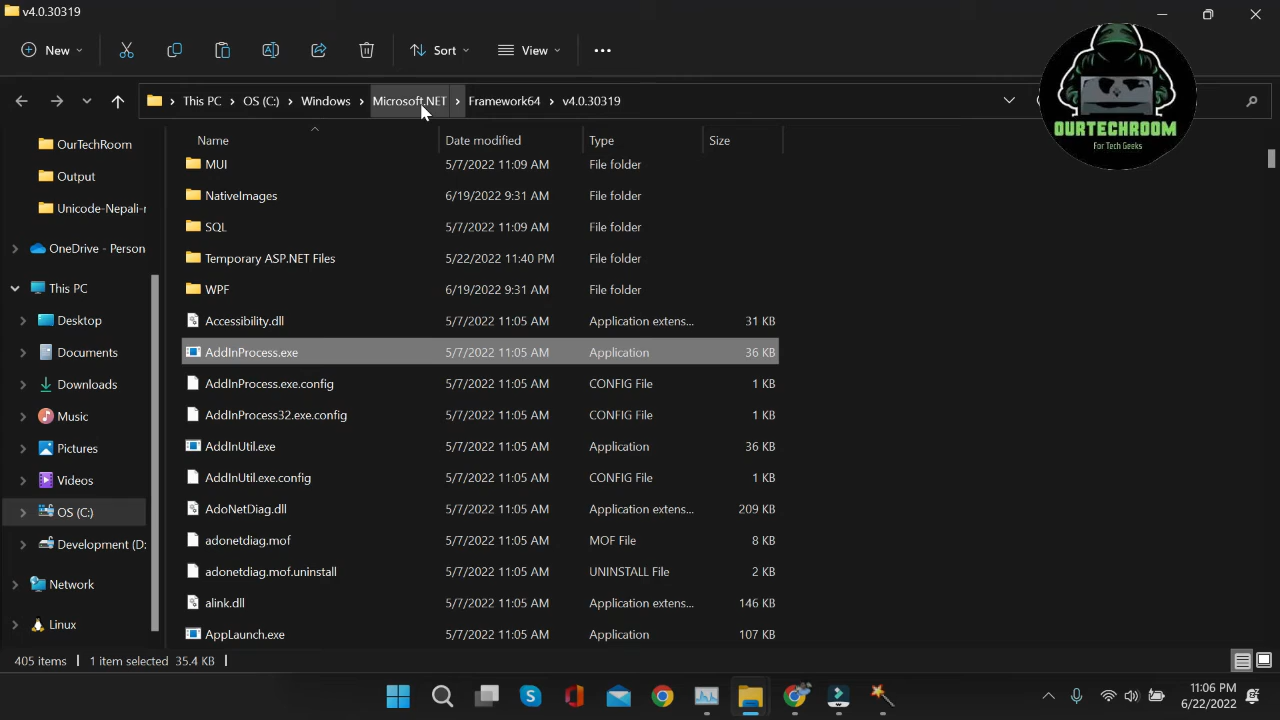 v4.0.30319
New
Sort
View
This PC
OS (C:)
Windows
Microsoft.NET
Framework64
v4.0.30319
OURTECHROOM
For Tech Geeks
Name
Date modified
Type
Size
OurTechRoom
Output
Unicode-Nepali-r
OneDrive - Person
This PC
Desktop
Documents
Downloads
Music
Pictures
Videos
OS (C:)
Development (D:
Network
Linux
MUI 5/7/2022 11:09 AM File folder
NativeImages 6/19/2022 9:31 AM File folder
SQL 5/7/2022 11:09 AM File folder
Temporary ASP.NET Files 5/22/2022 11:40 PM File folder
WPF 6/19/2022 9:31 AM File folder
Accessibility.dll 5/7/2022 11:05 AM Application extens... 31 KB
AddInProcess.exe 5/7/2022 11:05 AM Application 36 KB
AddInProcess.exe.config 5/7/2022 11:05 AM CONFIG File 1 KB
AddInProcess32.exe.config 5/7/2022 11:05 AM CONFIG File 1 KB
AddInUtil.exe 5/7/2022 11:05 AM Application 36 KB
AddInUtil.exe.config 5/7/2022 11:05 AM CONFIG File 1 KB
AdoNetDiag.dll 5/7/2022 11:05 AM Application extens... 209 KB
adonetdiag.mof 5/7/2022 11:05 AM MOF File 8 KB
adonetdiag.mof.uninstall 5/7/2022 11:05 AM UNINSTALL File 2 KB
alink.dll 5/7/2022 11:05 AM Application extens... 146 KB
AppLaunch.exe 5/7/2022 11:05 AM Application 107 KB
405 items
1 item selected 35.4 KB
11:06 PM
6/22/2022